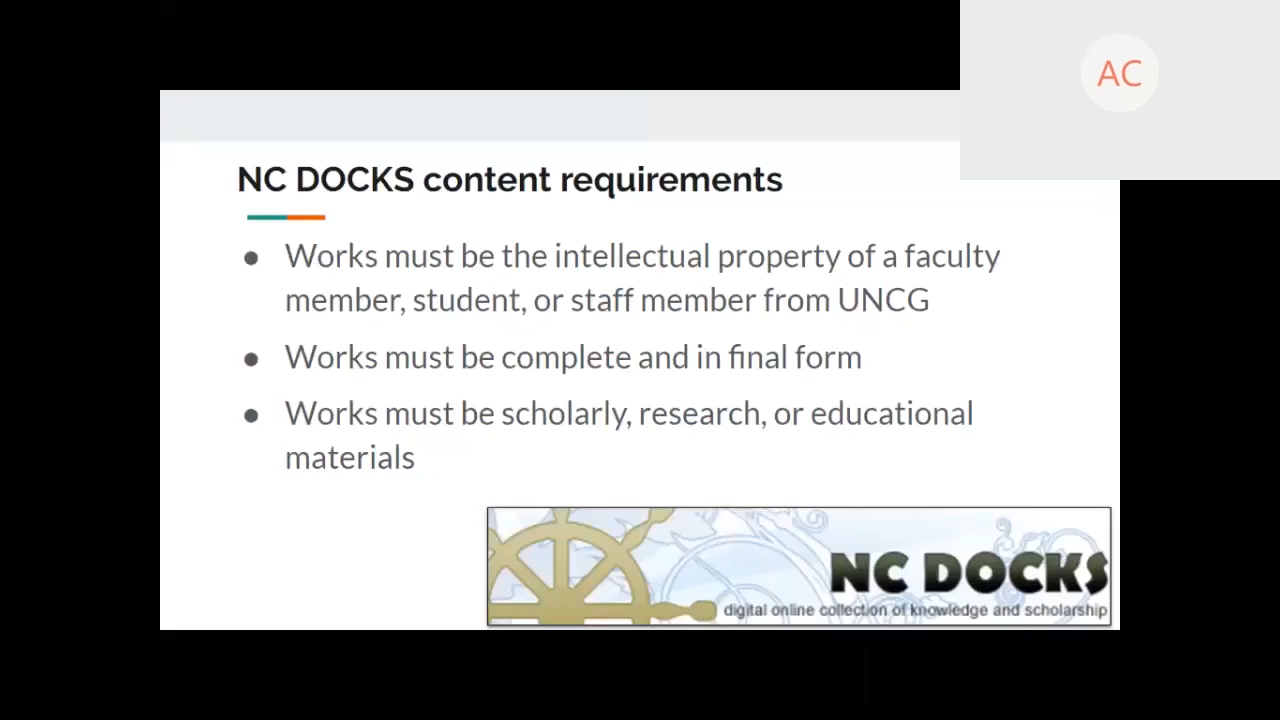 AC
NC DOCKS content requirements
● Works must be the intellectual property of a faculty
member, student, or staff member from UNCG
● Works must be complete and in final form
● Works must be scholarly, research, or educational
materials
NC DOCKS
digital online collection of knowledge and scholarship